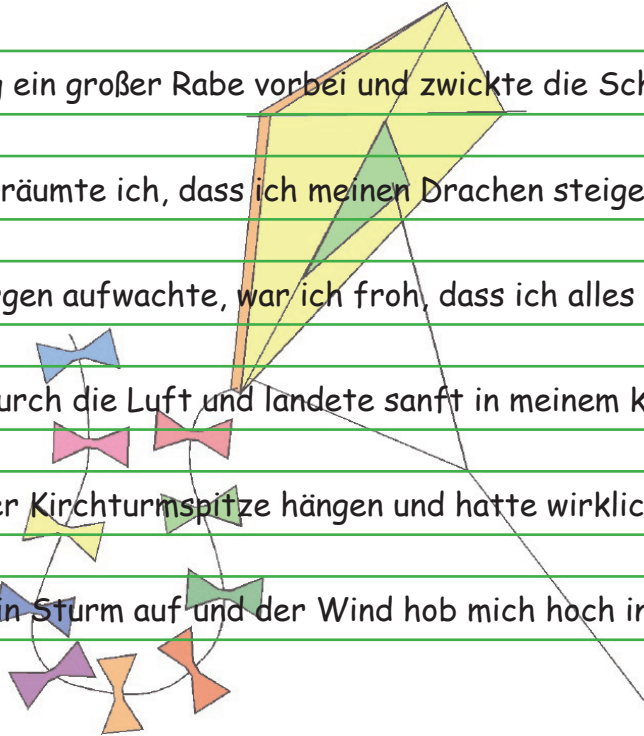 ein großer Rabe vorbei und zwickte die Sch
räumte ich, dass ich meinen Drachen steige
gen aufwachte, war ich froh, dass ich alles
urch die Luft und landete sanft in meinem
er Kirchturmspitze hängen und hatte wirklic
in Sturm auf und der Wind hob mich hoch in